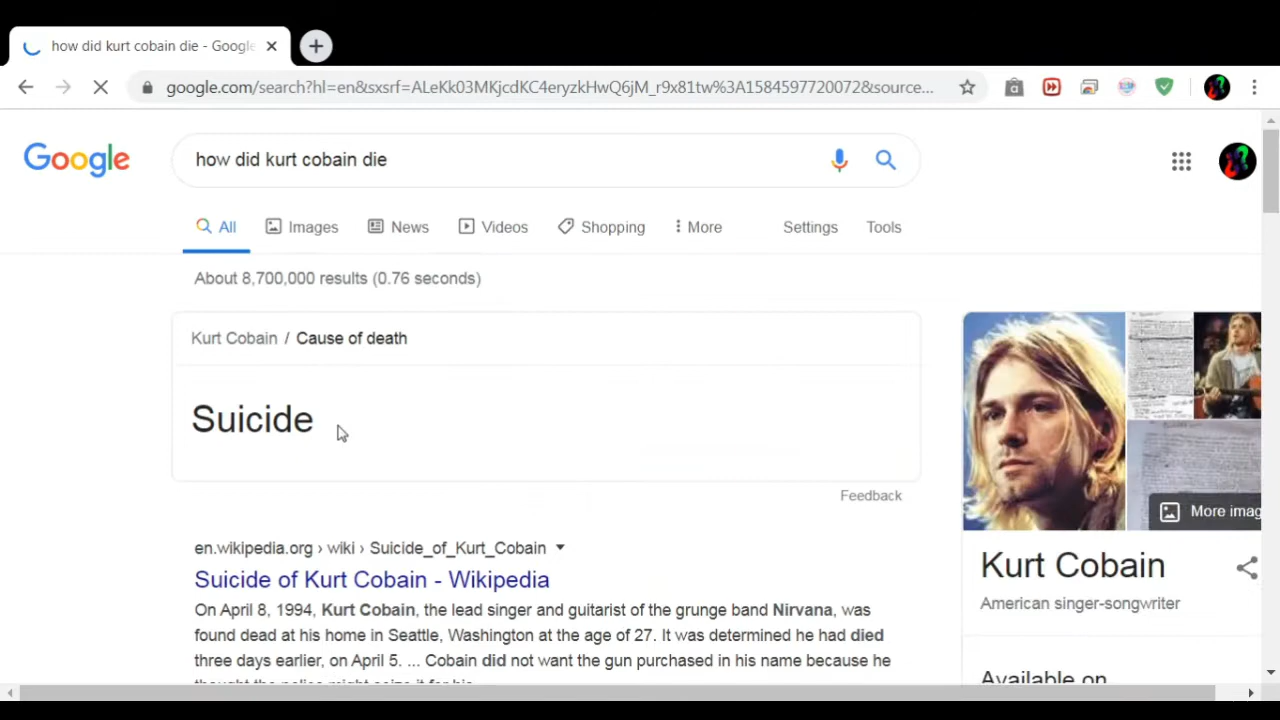 how did kurt cobain die - Google
google.com/search?hl=en&sxsrf=ALeKk03MKjcdKC4eryzkHwQ6jM_r9x81tw%3A1584597720072&source...
Google
how did kurt cobain die
All Images News Videos Shopping More Settings Tools
About 8,700,000 results (0.76 seconds)
Kurt Cobain / Cause of death
Suicide
Feedback
More imag
en.wikipedia.org › wiki › Suicide_of_Kurt_Cobain
Suicide of Kurt Cobain - Wikipedia
On April 8, 1994, Kurt Cobain, the lead singer and guitarist of the grunge band Nirvana, was
found dead at his home in Seattle, Washington at the age of 27. It was determined he had died
three days earlier, on April 5. ... Cobain did not want the gun purchased in his name because he
Kurt Cobain
American singer-songwriter
Available on